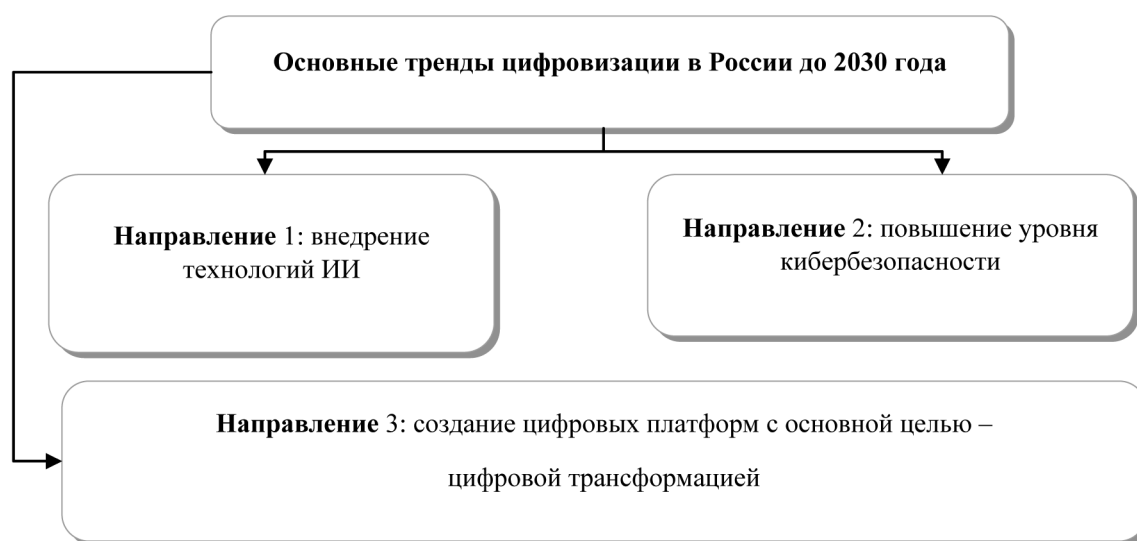 Основные тренды цифровизации в России до 2030 года
Направление 1: внедрение
технологий ИИ
Направление 2: повышение уровня
кибербезопасности
Направление 3: создание цифровых платформ с основной целью –
цифровой трансформацией